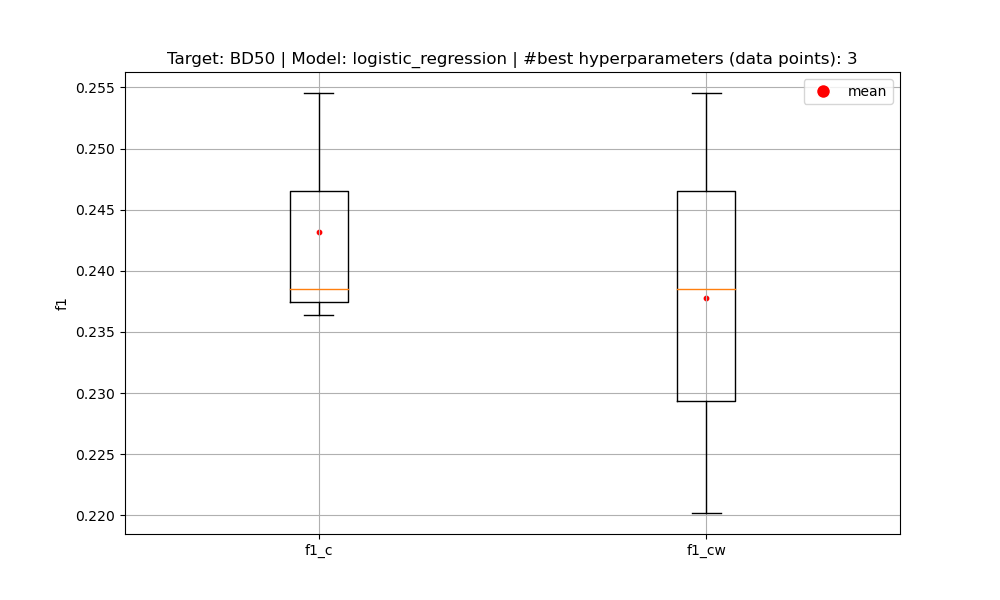 Target: BD50 | Model: logistic_regression | #best hyperparameters (data points): 3
mean
f1
0.255
0.250
0.245
0.240
0.235
0.230
0.225
0.220
f1_c
f1_cw